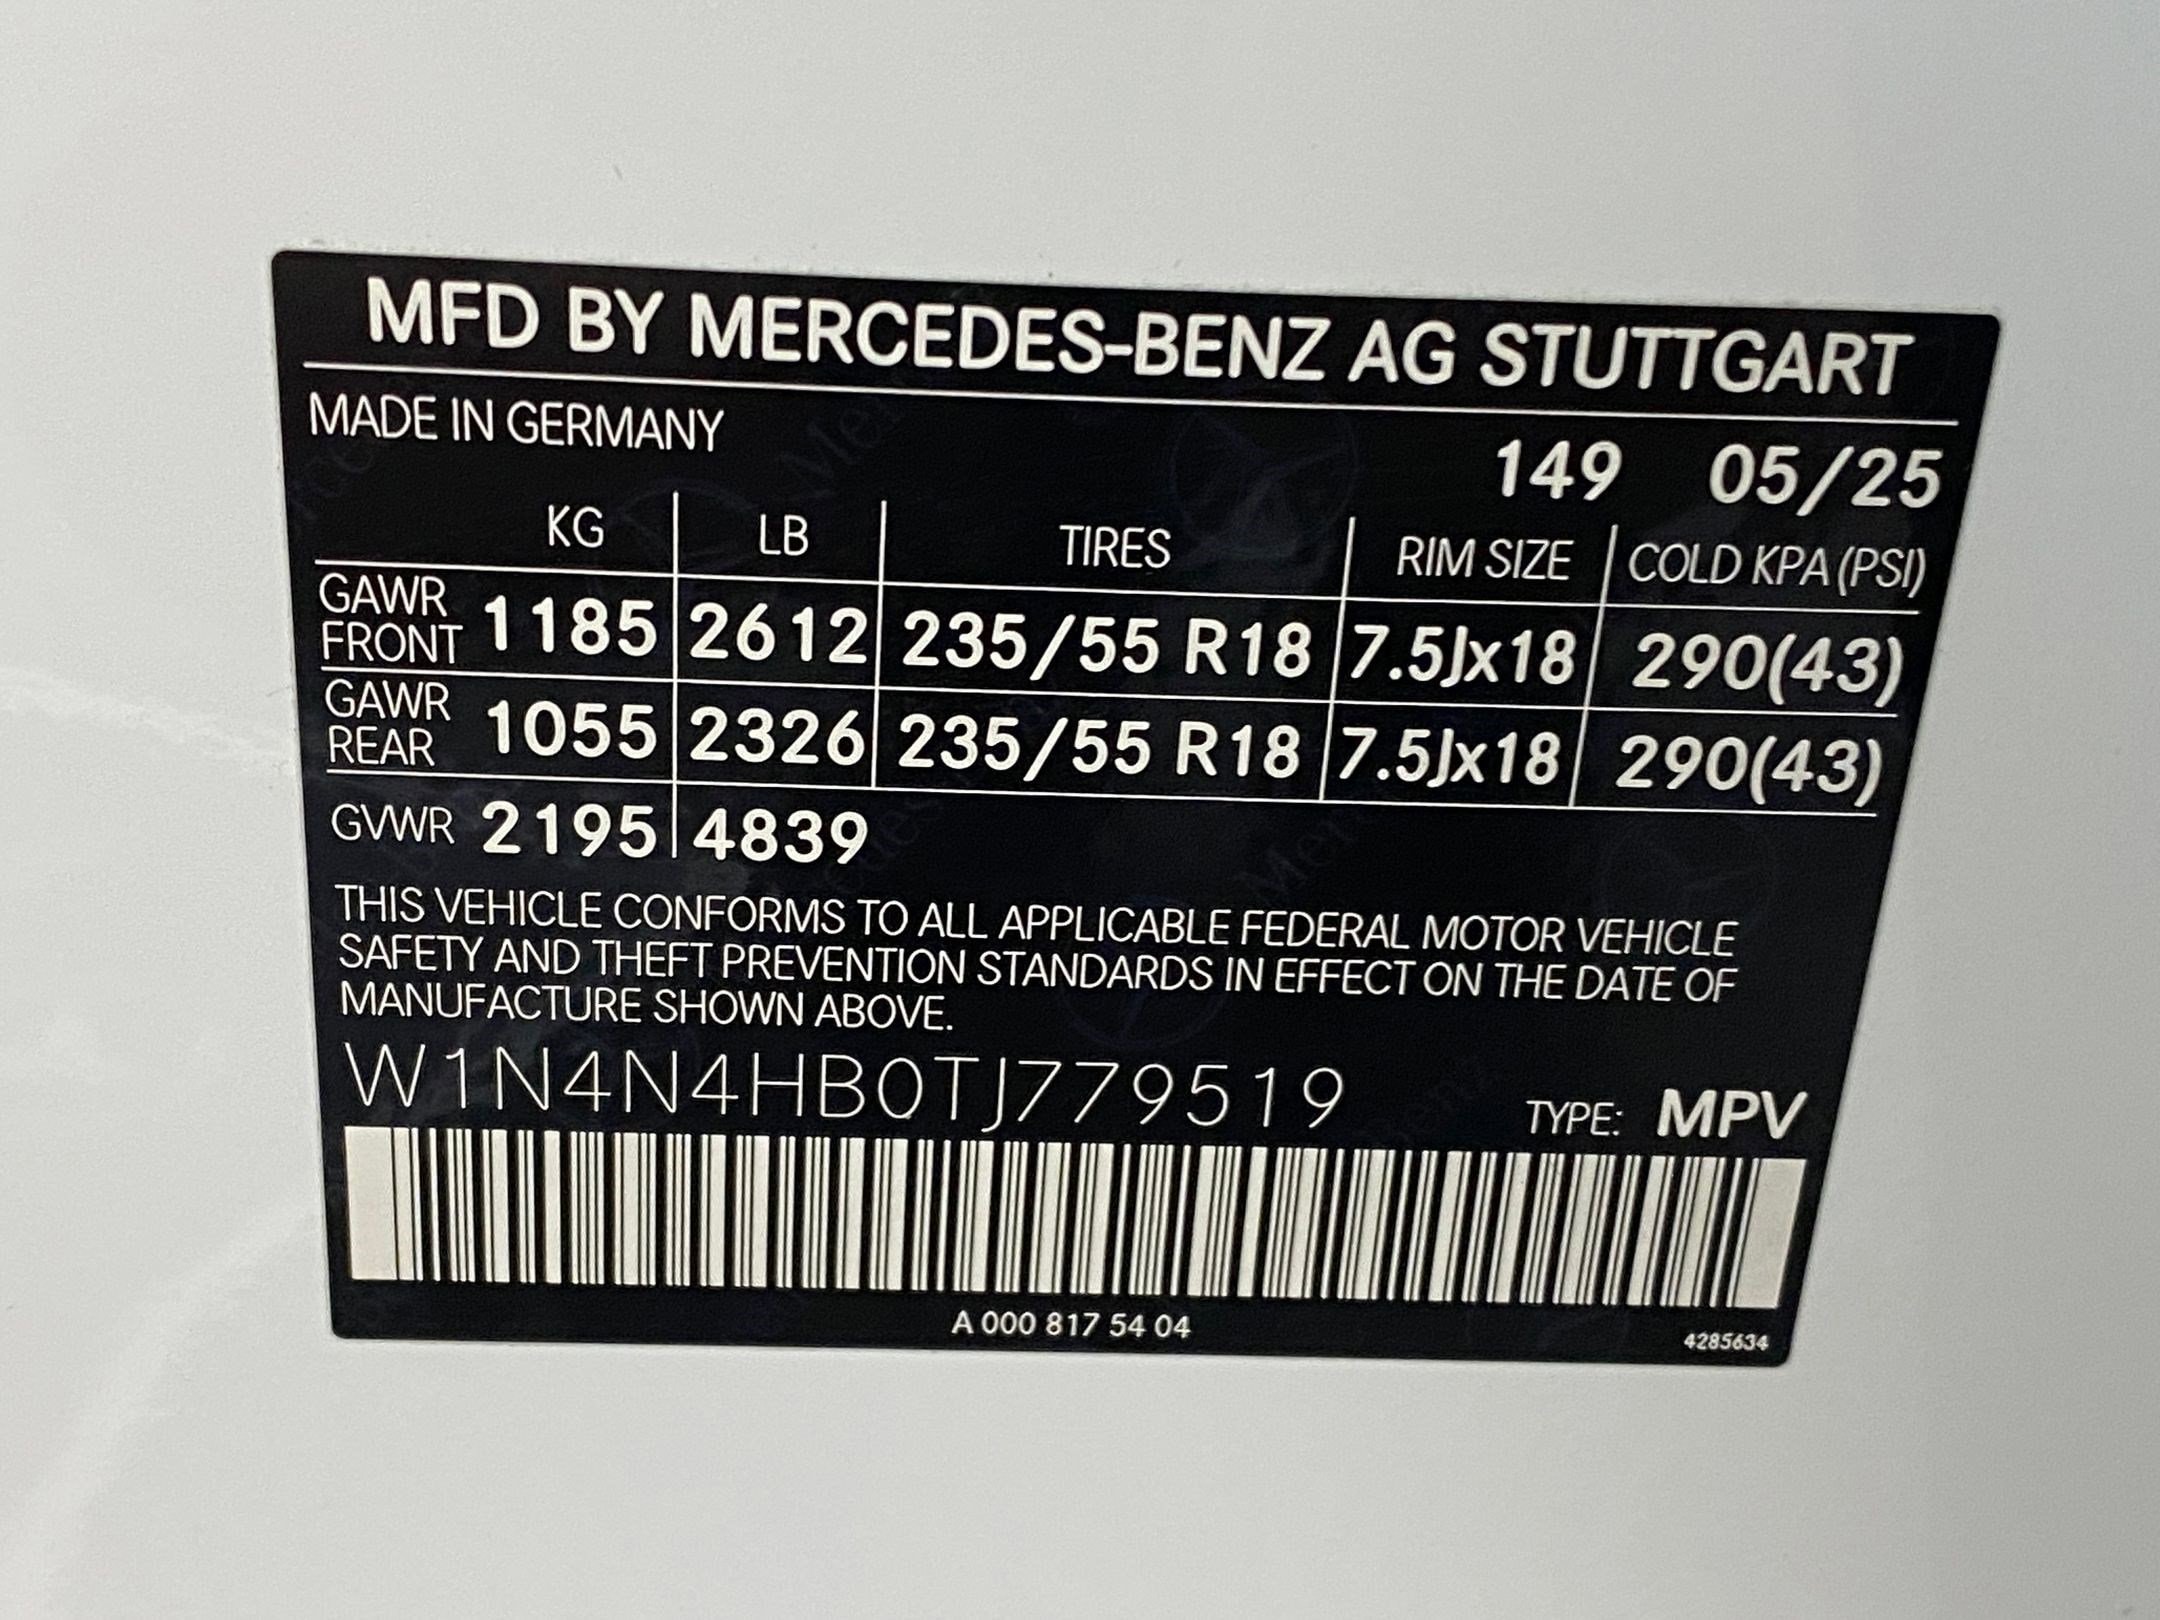 MFD BY MERCEDES-BENZ AG STUTTGART
MADE IN GERMANY
149 05/25
KG LB TIRES RIM SIZE COLD KPA (PSI)
GAWR FRONT 1185 2612 235/55 R18 7.5Jx18 290(43)
GAWR REAR 1055 2326 235/55 R18 7.5Jx18 290(43)
GVWR 2195 4839
THIS VEHICLE CONFORMS TO ALL APPLICABLE FEDERAL MOTOR VEHICLE
SAFETY AND THEFT PREVENTION STANDARDS IN EFFECT ON THE DATE OF
MANUFACTURE SHOWN ABOVE.
W1N4N4HB0TJ779519 TYPE: MPV
A 000 817 54 04
4285634